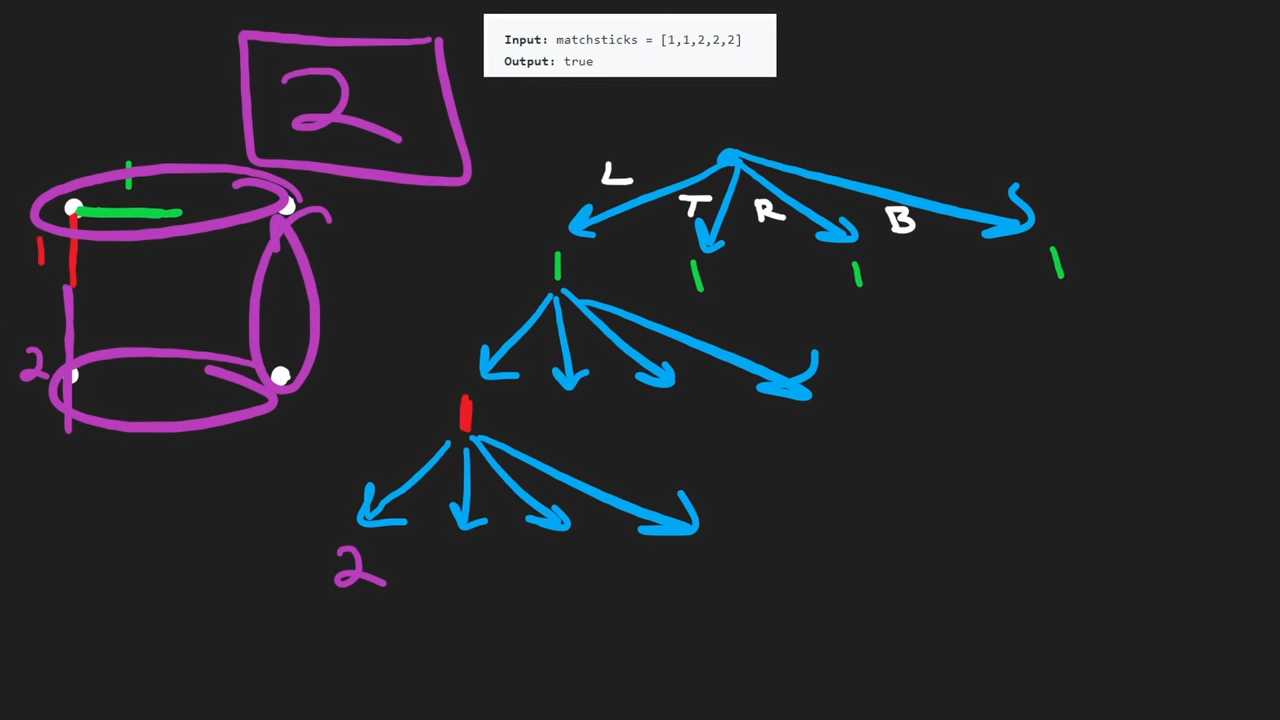 Input: matchsticks = [1,1,2,2,2]
Output: true
2
L
T
R
B
1
1
2
1
1
1
1
1
2